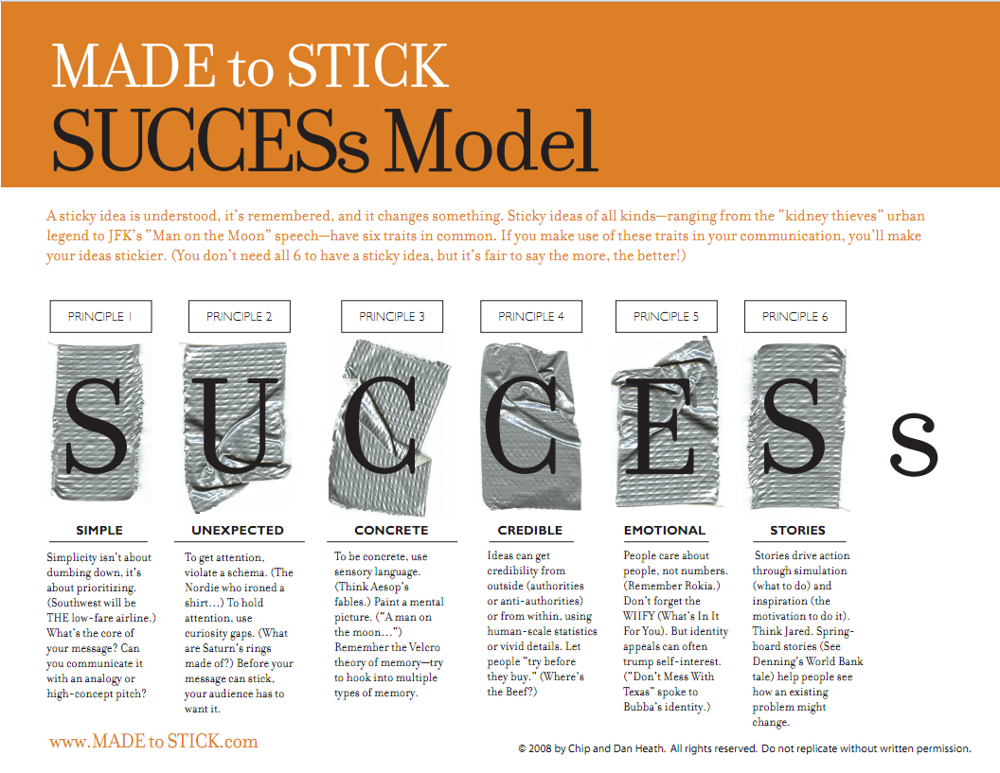 MADE to STICK
SUCCESs Model
A sticky idea is understood, it's remembered, and it changes something. Sticky ideas of all kinds—ranging from the "kidney thieves" urban
legend to JFK's "Man on the Moon" speech—have six traits in common. If you make use of these traits in your communication, you'll make
your ideas stickier. (You don't need all 6 to have a sticky idea, but it's fair to say the more, the better!)
PRINCIPLE 1
PRINCIPLE 2
PRINCIPLE 3
PRINCIPLE 4
PRINCIPLE 5
PRINCIPLE 6
S U C C E S s
SIMPLE
Simplicity isn't about
dumbing down, it's
about prioritizing.
(Southwest will be
THE low-fare airline.)
What's the core of
your message? Can
you communicate it
with an analogy or
high-concept pitch?
UNEXPECTED
To get attention,
violate a schema. (The
Nordie who ironed a
shirt...) To hold
attention, use
curiosity gaps. (What
are Saturn's rings
made of?) Before your
message can stick,
your audience has to
want it.
CONCRETE
To be concrete, use
sensory language.
(Think Aesop's
fables.) Paint a mental
picture. ("A man on
the moon...")
Remember the Velcro
theory of memory—try
to hook into multiple
types of memory.
CREDIBLE
Ideas can get
credibility from
outside (authorities
or anti-authorities)
or from within, using
human-scale statistics
or vivid details. Let
people "try before
they buy." (Where's
the Beef?)
EMOTIONAL
People care about
people, not numbers.
(Remember Rokia.)
Don't forget the
WIIFY (What's In It
For You). But identity
appeals can often
trump self-interest.
("Don't Mess With
Texas" spoke to
Bubba's identity.)
STORIES
Stories drive action
through simulation
(what to do) and
inspiration (the
motivation to do it).
Think Jared. Spring-
board stories (See
Denning's World Bank
tale) help people see
how an existing
problem might
change.
www.MADE to STICK.com
© 2008 by Chip and Dan Heath. All rights reserved. Do not replicate without written permission.